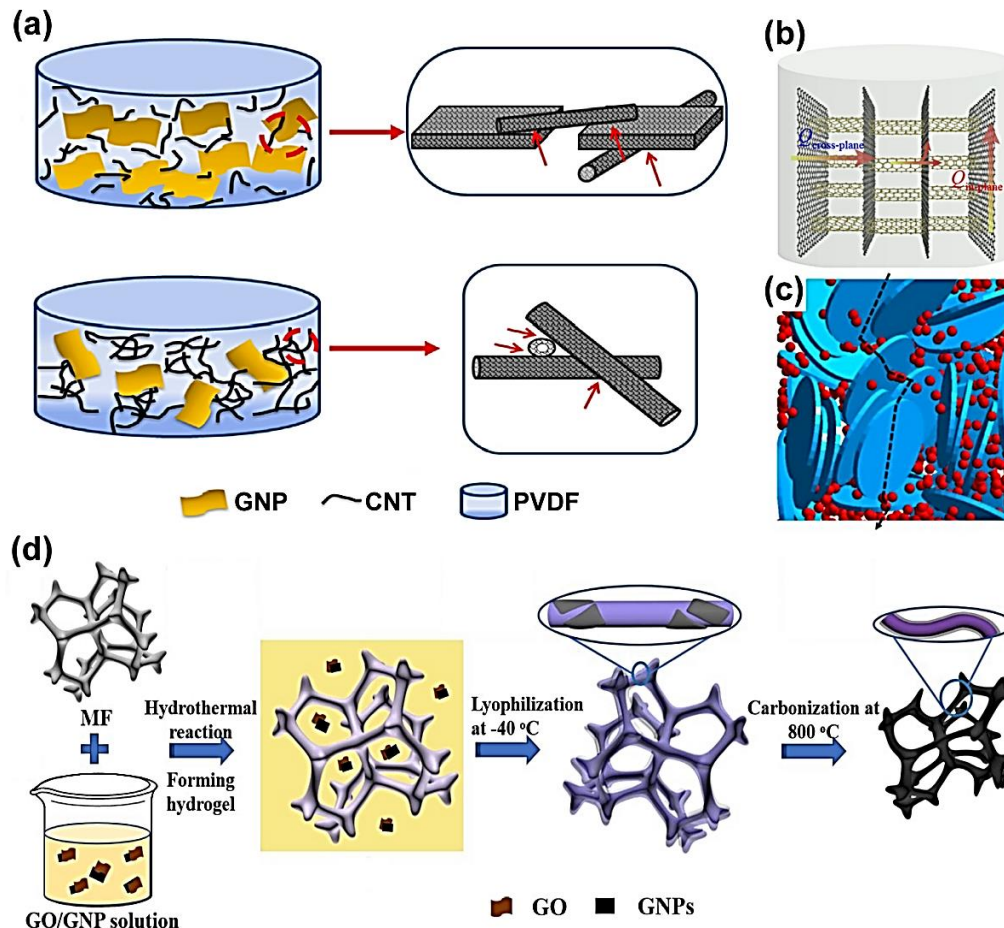 (a)
GNP CNT PVDF
(b)
Q cross-plane
Q in-plane
(c)
(d)
MF
+
GO/GNP solution
Hydrothermal
reaction
Forming
hydrogel
Lyophilization
at -40 °C
Carbonization at
800 °C
GO GNPs